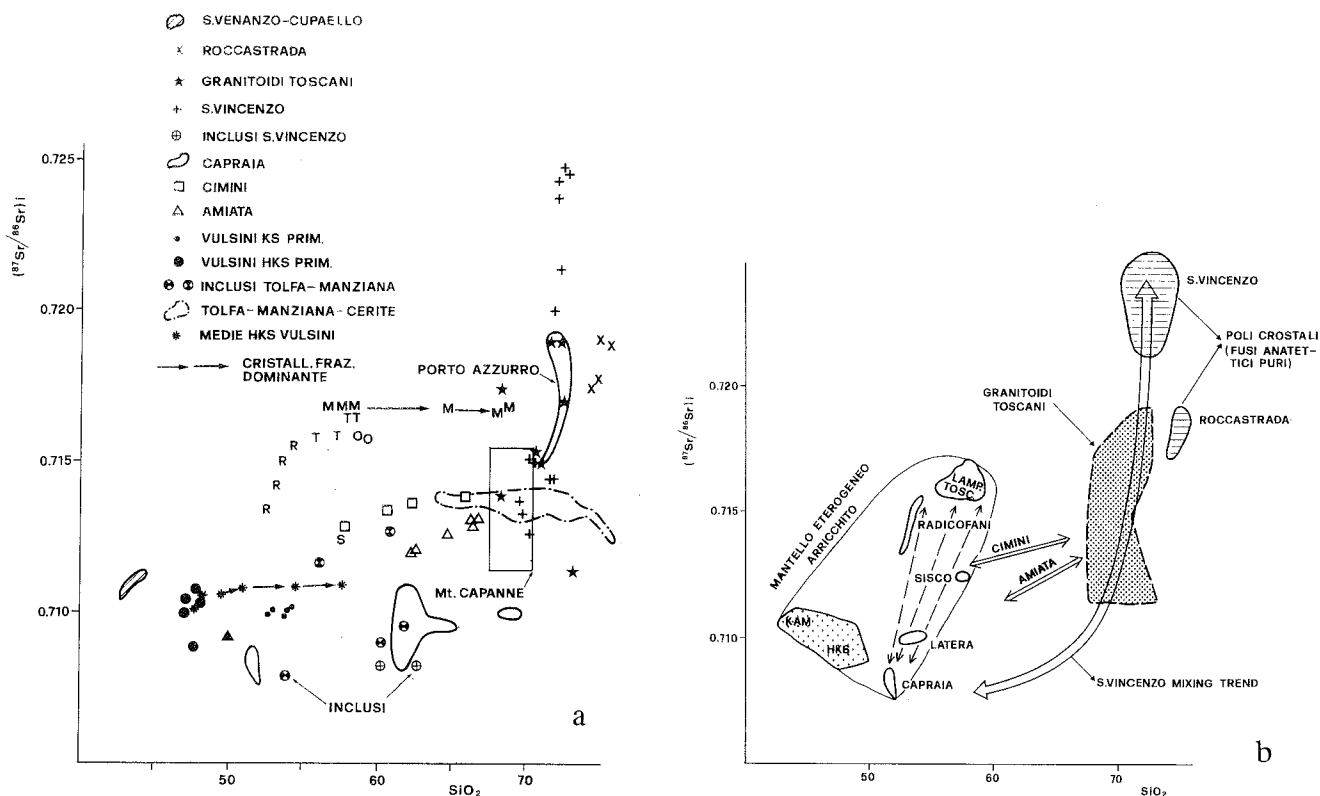 S.VENANZO-CUPAELLO
ROCCASTRADA
GRANITOIDI TOSCANI
S.VINCENZO
INCLUSI S.VINCENZO
CAPRAIA
CIMINI
AMIATA
VULSINI KS PRIM.
VULSINI HKS PRIM.
INCLUSI TOLFA-MANZIANA
TOLFA-MANZIANA-CERITE
MEDIE HKS VULSINI
CRISTALL. FRAZ.
DOMINANTE
(87Sr/86Sr)i
0.725
0.720
0.715
0.710
PORTO AZZURRO
MMM
M
M
M
TT
T
T
OO
R
R
R
R
S
Mt. CAPANNE
INCLUSI
a
50
60
70
SiO2
S.VINCENZO
POLI CROSTALI
(FUSI ANATET-
TICI PURI)
GRANITOIDI
TOSCANI
ROCCASTRADA
(87Sr/86Sr)i
0.720
0.715
0.710
MANTELLO ETEROGENEO
ARRICCHITO
LAMP.
TOSC.
RADICOFANI
CIMINI
SISCO
AMIATA
KAM
HKS
LATERA
CAPRAIA
S.VINCENZO MIXING TREND
b
50
60
70
SiO2